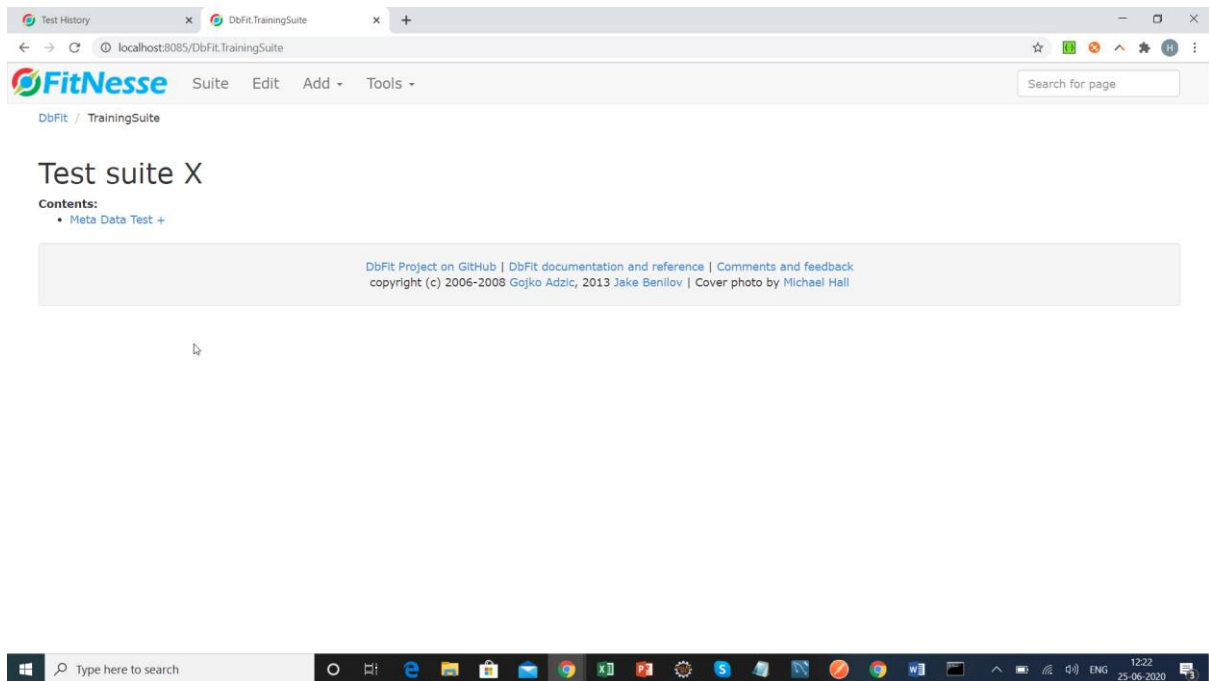 Test History
DbFit.TrainingSuite
localhost:8085/DbFit.TrainingSuite
H
FitNesse Suite Edit Add Tools Search for page
DbFit / TrainingSuite
Test suite X
Contents:
• Meta Data Test +
DbFit Project on GitHub | DbFit documentation and reference | Comments and feedback
copyright (c) 2006-2008 Gojko Adzic, 2013 Jake Benilov | Cover photo by Michael Hall
Type here to search
ENG
12:22
25-06-2020
3